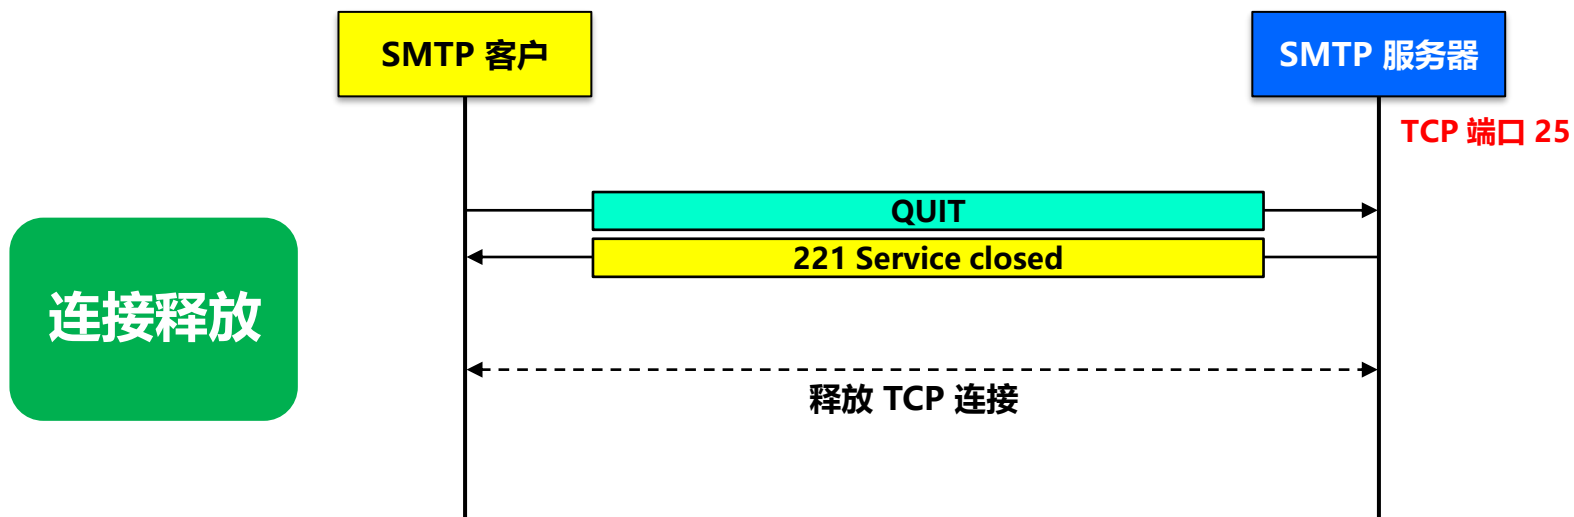 SMTP 客户
SMTP 服务器
TCP 端口 25
QUIT
221 Service closed
连接释放
释放 TCP 连接